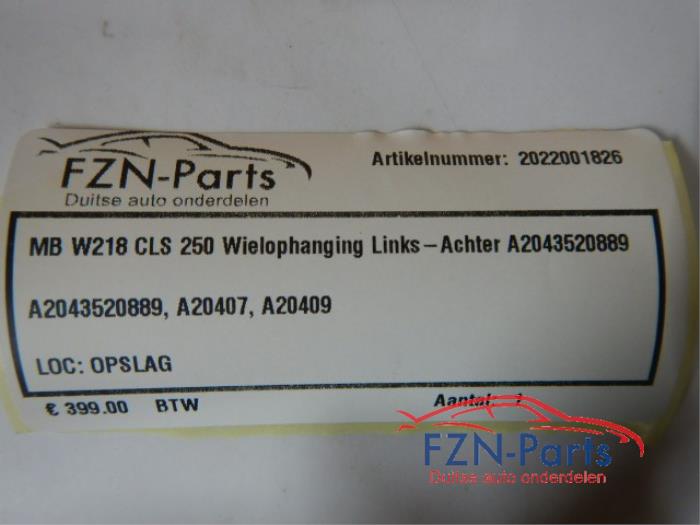 FZN-Parts
Duitse auto onderdelen
Artikelnummer: 2022001826
MB W218 CLS 250 Wielophanging Links-Achter A2043520889
A2043520889, A20407, A20409
LOC: OPSLAG
€ 399.00 BTW
Aantal: 1
FZN-Parts
Duitse auto onderdelen